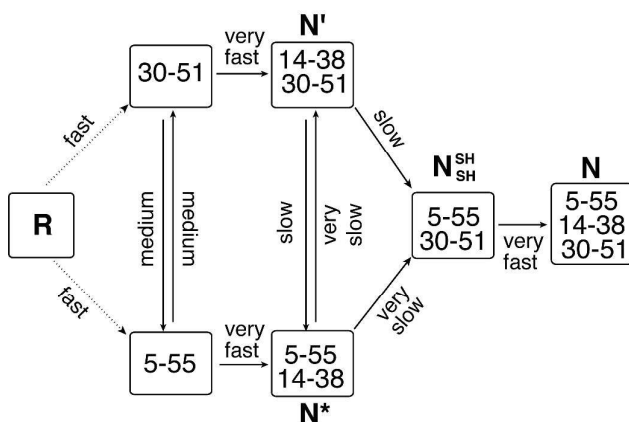 N'
very
fast
30-51
14-38
30-51
fast
slow
N SH SH
N
R
medium
medium
slow
very
slow
5-55
30-51
very
fast
5-55
14-38
30-51
fast
very
slow
5-55
very
fast
5-55
14-38
N*